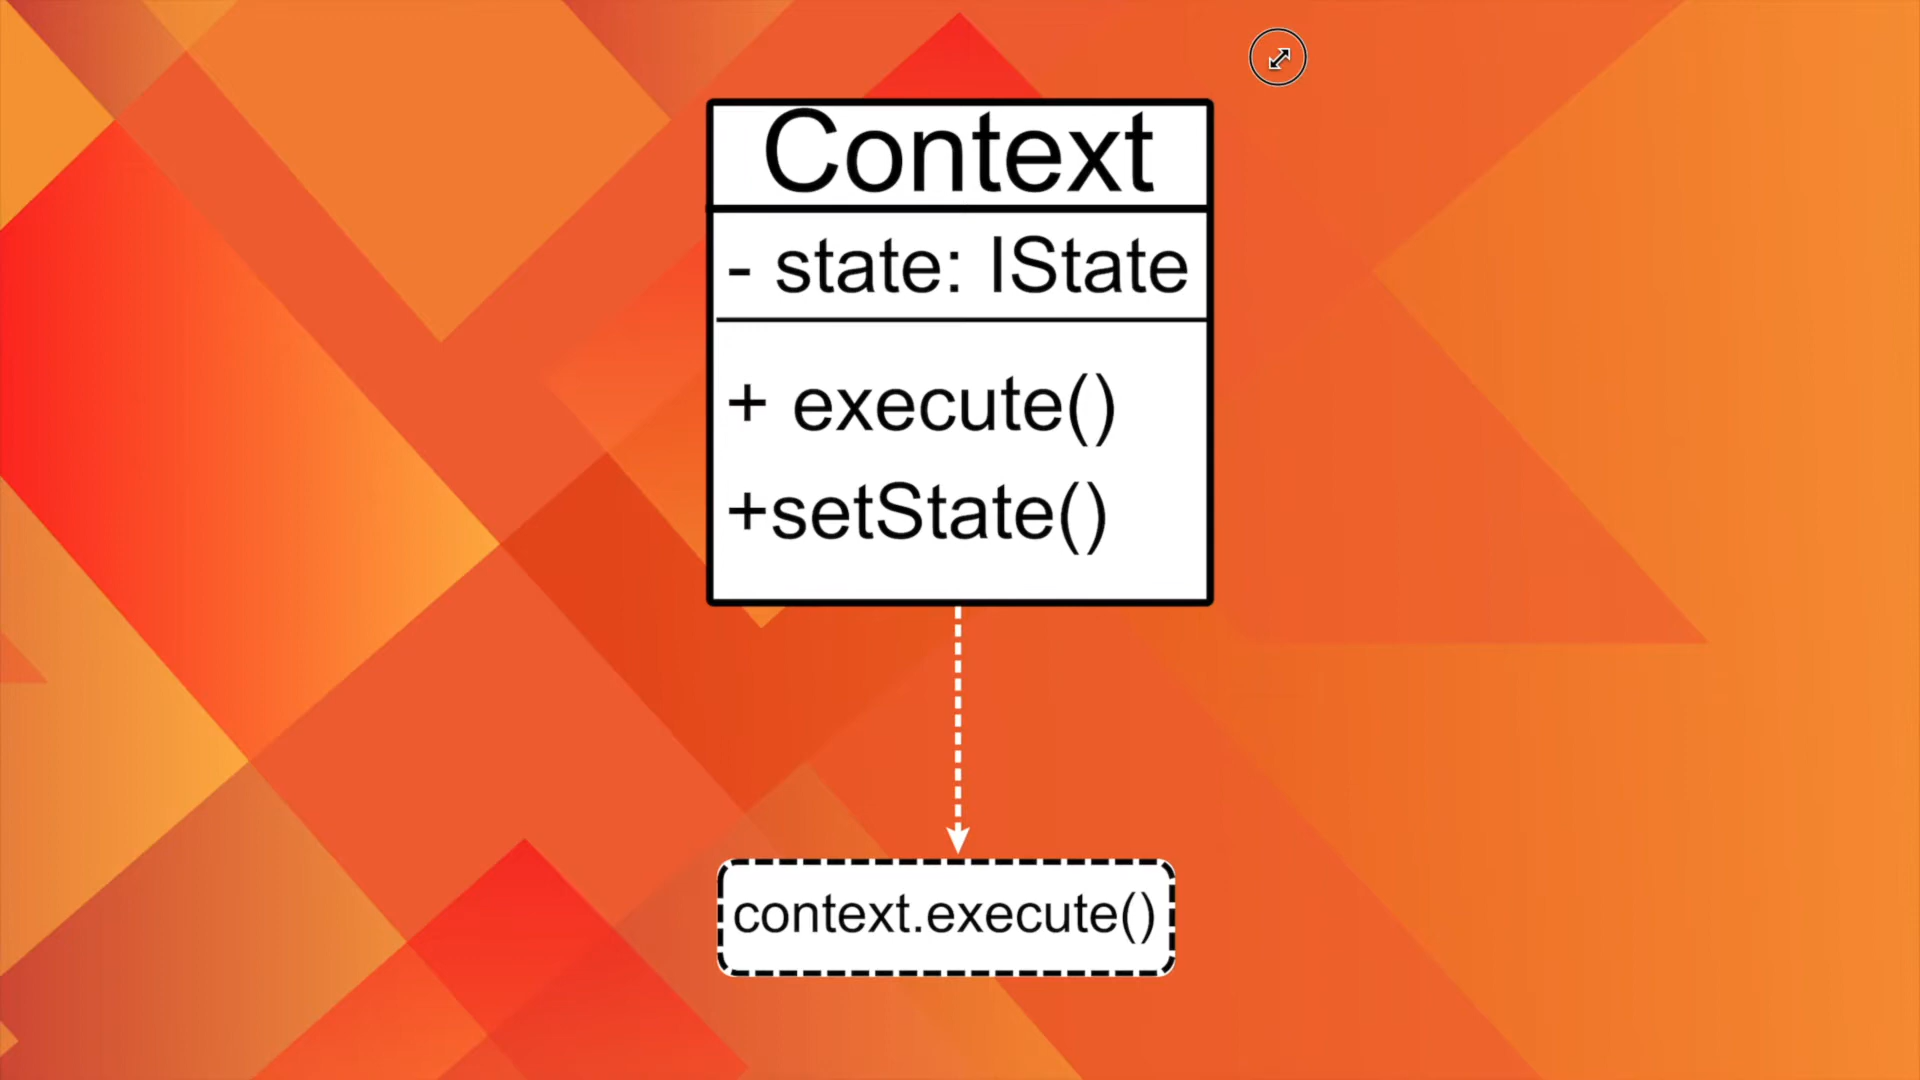 Context
- state: IState
+ execute()
+setState()
context.execute()